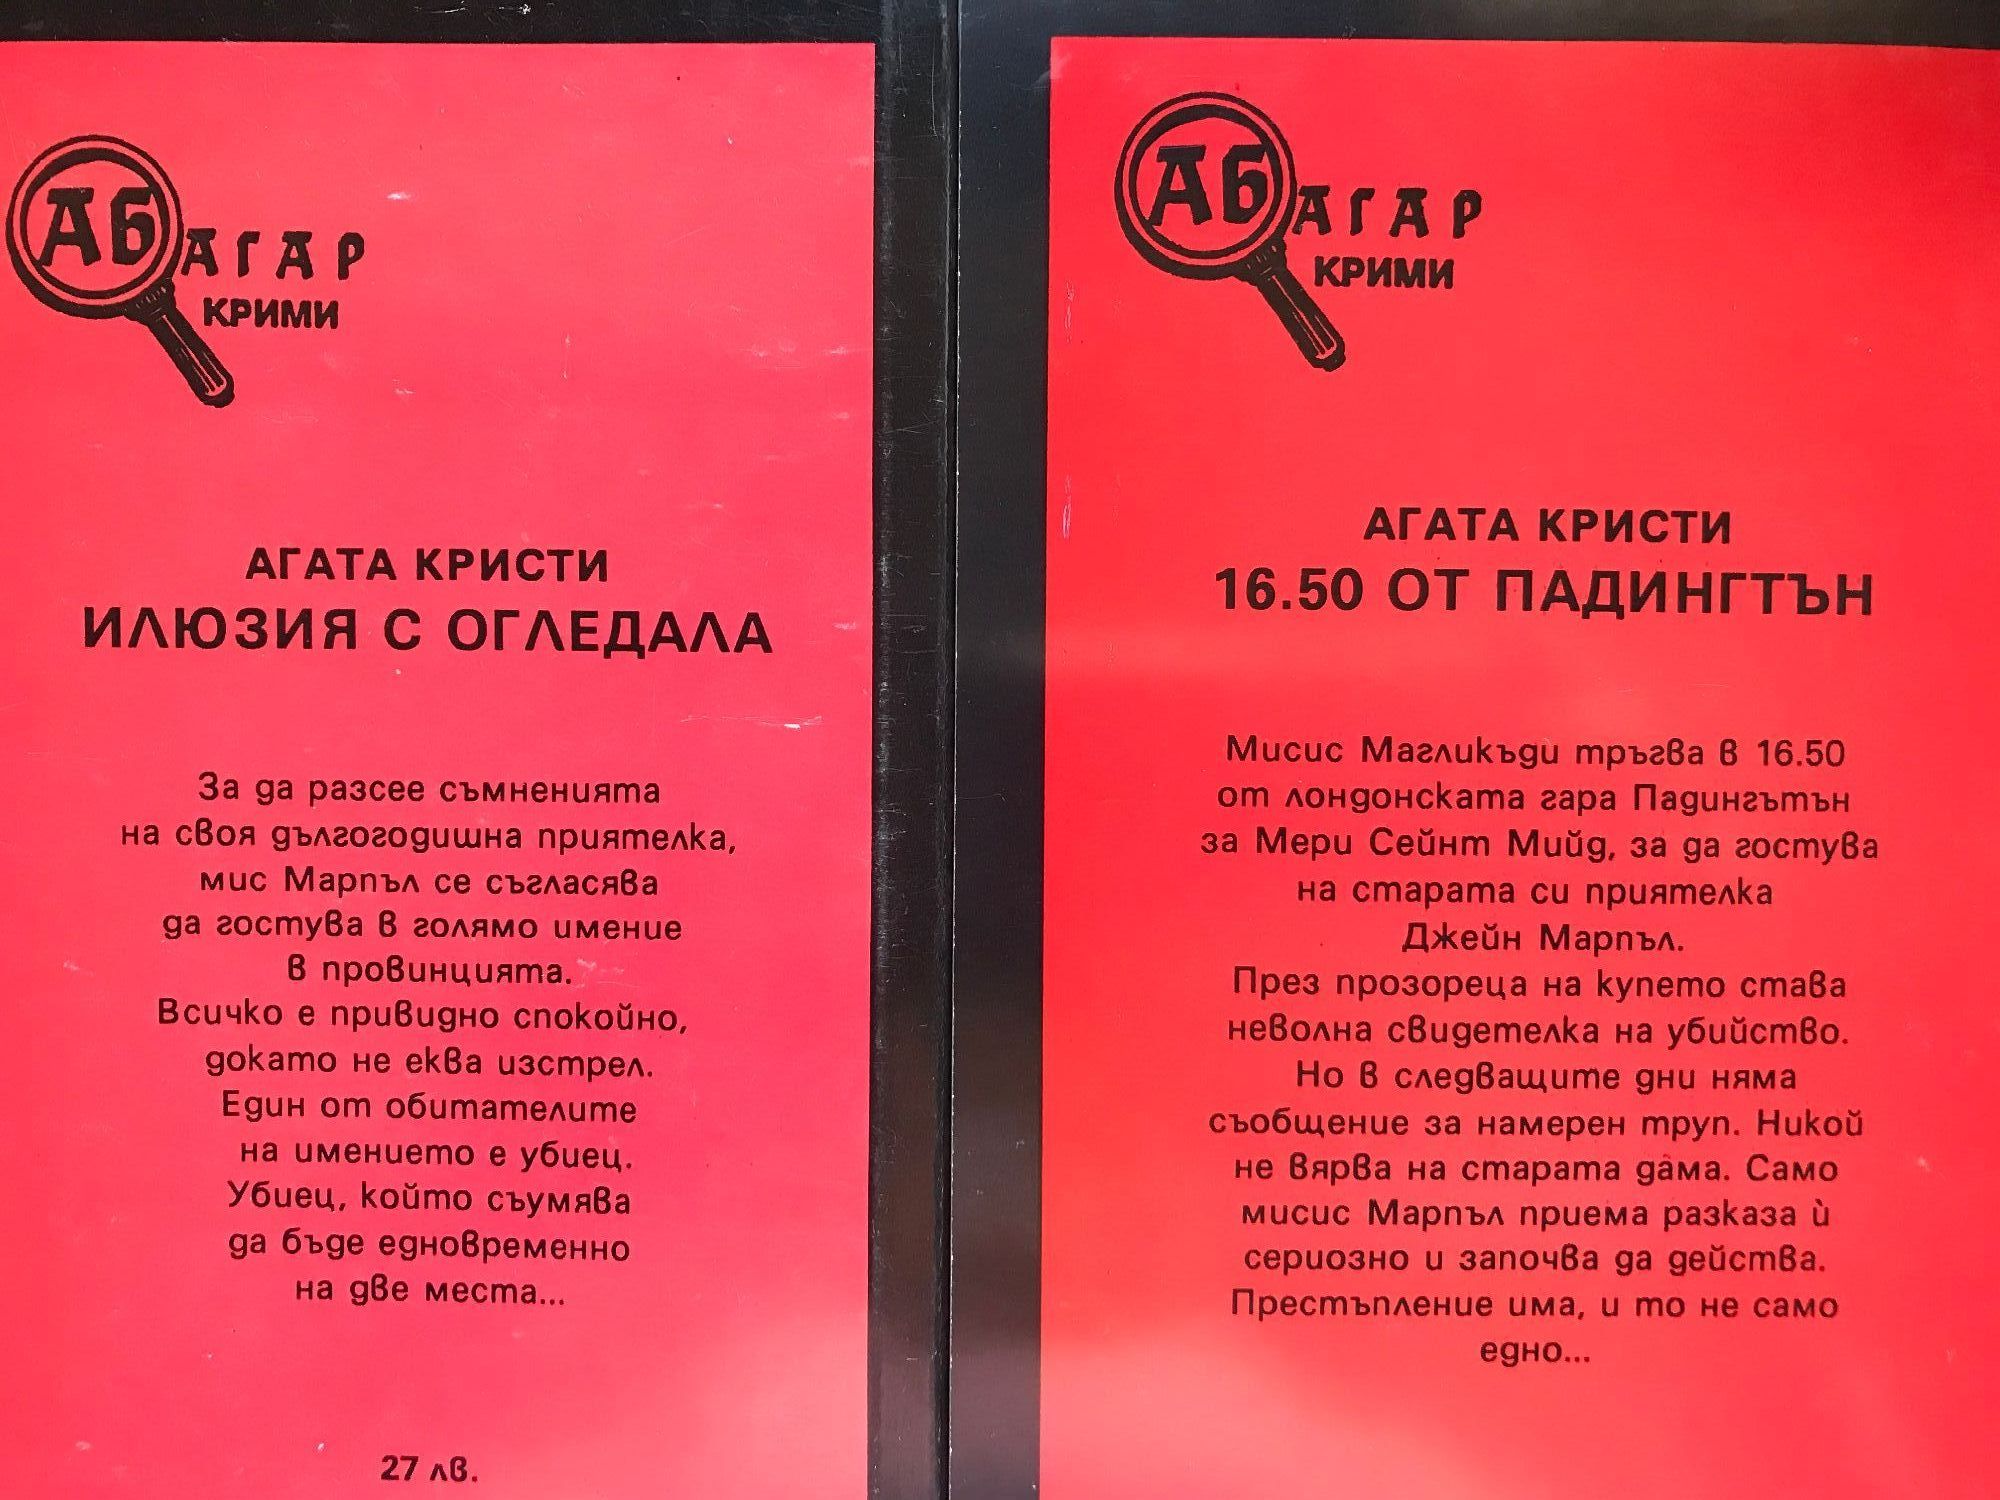 АБАГАР
КРИМИ
АГАТА КРИСТИ
ИЛЮЗИЯ С ОГЛЕДАЛА
За да разсее съмненията
на своя дългогодишна приятелка,
мис Марпъл се съгласява
да гостува в голямо имение
в провинцията.
Всичко е привидно спокойно,
докато не еква изстрел.
Един от обитателите
на имението е убиец.
Убиец, който съумява
да бъде едновременно
на две места...
27 лв.
АБАГАР
КРИМИ
АГАТА КРИСТИ
16.50 ОТ ПАДИНГТЪН
Мисис Магликъди тръгва в 16.50
от лондонската гара Падингътън
за Мери Сейнт Мийд, за да гостува
на старата си приятелка
Джейн Марпъл.
През прозореца на купето става
неволна свидетелка на убийство.
Но в следващите дни няма
съобщение за намерен труп. Никой
не вярва на старата дама. Само
мисис Марпъл приема разказа ѝ
сериозно и започва да действа.
Престъпление има, и то не само
едно...